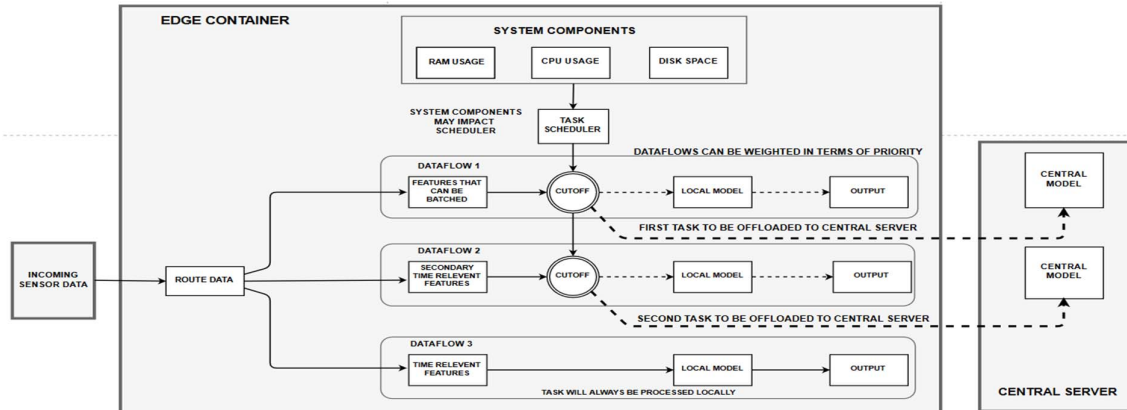 EDGE CONTAINER
SYSTEM COMPONENTS
RAM USAGE
CPU USAGE
DISK SPACE
SYSTEM COMPONENTS
MAY IMPACT
SCHEDULER
TASK
SCHEDULER
DATAFLOWS CAN BE WEIGHTED IN TERMS OF PRIORITY
DATAFLOW 1
FEATURES THAT
CAN BE
BATCHED
CUTOFF
LOCAL MODEL
OUTPUT
FIRST TASK TO BE OFFLOADED TO CENTRAL SERVER
DATAFLOW 2
SECONDARY
TIME RELEVENT
FEATURES
CUTOFF
LOCAL MODEL
OUTPUT
SECOND TASK TO BE OFFLOADED TO CENTRAL SERVER
DATAFLOW 3
TIME RELEVENT
FEATURES
LOCAL MODEL
OUTPUT
TASK WILL ALWAYS BE PROCESSED LOCALLY
INCOMING
SENSOR DATA
ROUTE DATA
CENTRAL
MODEL
CENTRAL
MODEL
CENTRAL SERVER